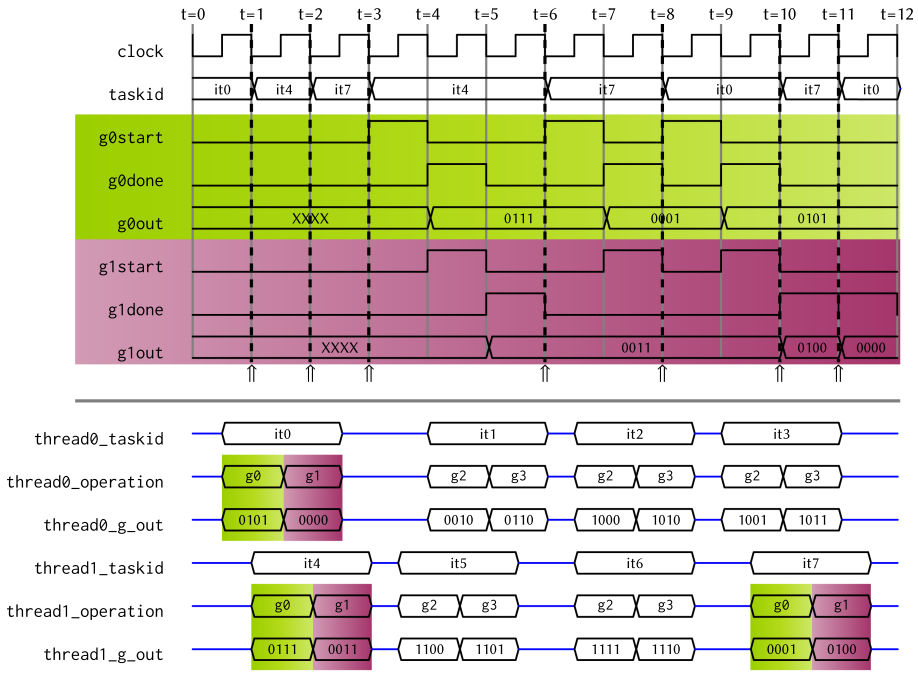 t=0 t=1 t=2 t=3 t=4 t=5 t=6 t=7 t=8 t=9 t=10 t=11 t=12
clock
taskid it0 it4 it7 it4 it7 it0 it7 it0
g0start
g0done
g0out XXXX 0111 0001 0101
g1start
g1done
g1out XXXX 0011 0100 0000
⇑ ⇑ ⇑ ⇑ ⇑ ⇑ ⇑
thread0_taskid it0 it1 it2 it3
thread0_operation g0 g1 g2 g3 g2 g3 g2 g3
thread0_g_out 0101 0000 0010 0110 1000 1010 1001 1011
thread1_taskid it4 it5 it6 it7
thread1_operation g0 g1 g2 g3 g2 g3 g0 g1
thread1_g_out 0111 0011 1100 1101 1111 1110 0001 0100